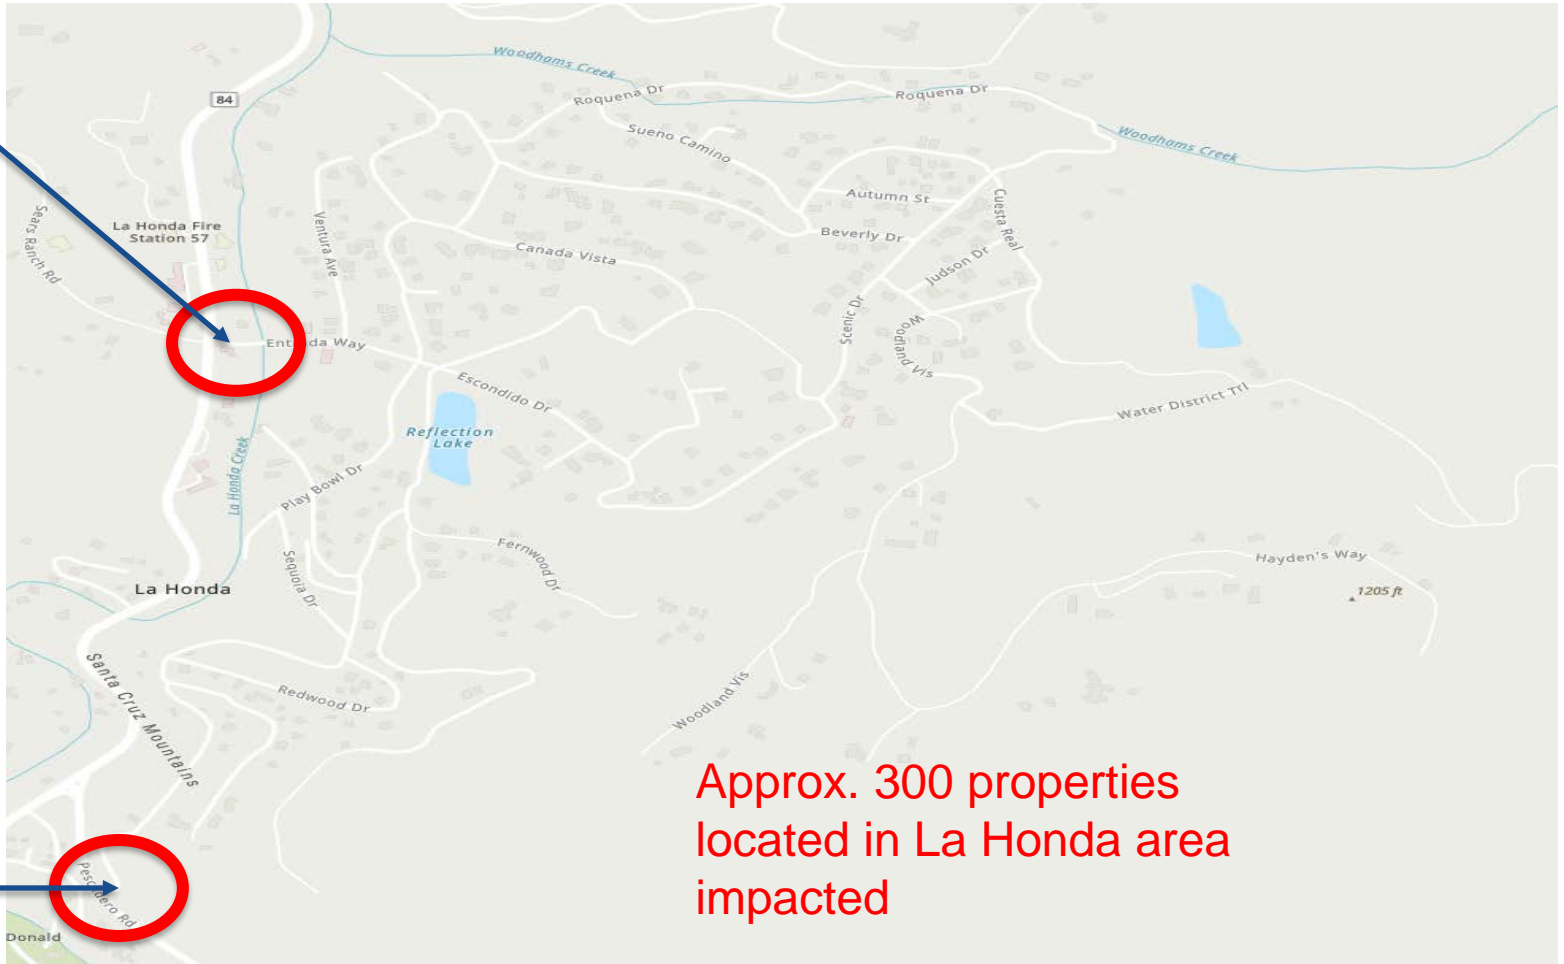 Woodhams Creek
84
Roquena Dr
Roquena Dr
Sueno Camino
Woodhams Creek
Sears Ranch Rd
La Honda Fire
Station 57
Ventura Ave
Autumn St
Cuesta Real
Beverly Dr
Canada Vista
Judson Dr
Scenic Dr
Woodland Vis
Entrada Way
Escondido Dr
Water District Trl
Reflection
Lake
La Honda Creek
Play Bowl Dr
Sequoia Dr
Fernwood Dr
Hayden's Way
La Honda
1205 ft
Santa Cruz Mountains
Redwood Dr
Woodland Vis
Approx. 300 properties
located in La Honda area
impacted
Pescadero Rd
Donald